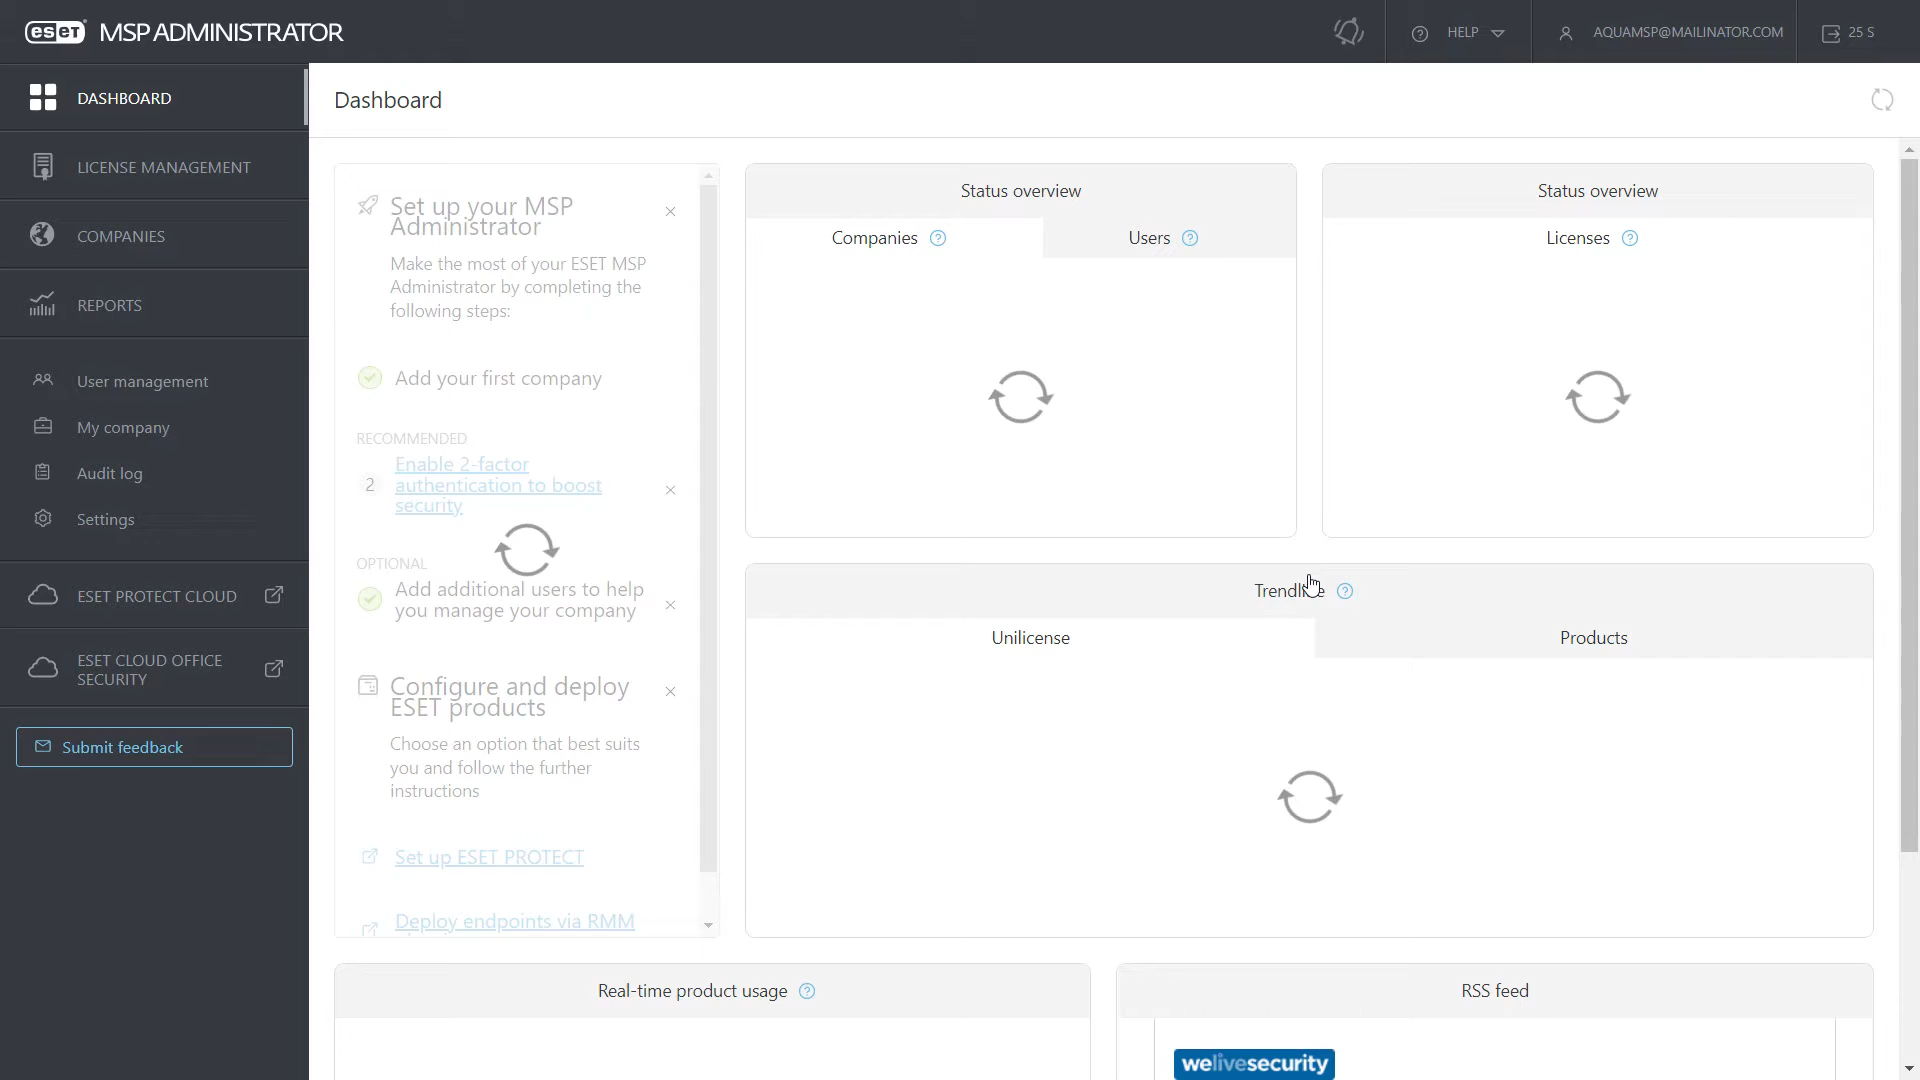 eseT MSP ADMINISTRATOR
HELP
AQUAMSP@MAILINATOR.COM
25 S
DASHBOARD
LICENSE MANAGEMENT
COMPANIES
REPORTS
User management
My company
Audit log
Settings
ESET PROTECT CLOUD
ESET CLOUD OFFICE
SECURITY
Submit feedback
Dashboard
Set up your MSP
Administrator
Make the most of your ESET MSP
Administrator by completing the
following steps:
Add your first company
RECOMMENDED
2
Enable 2-factor
authentication to boost
security
OPTIONAL
Add additional users to help
you manage your company
Configure and deploy
ESET products
Choose an option that best suits
you and follow the further
instructions
Set up ESET PROTECT
Deploy endpoints via RMM
Status overview
Companies
Users
Status overview
Licenses
Trendline
Unilicense
Products
Real-time product usage
RSS feed
welivesecurity